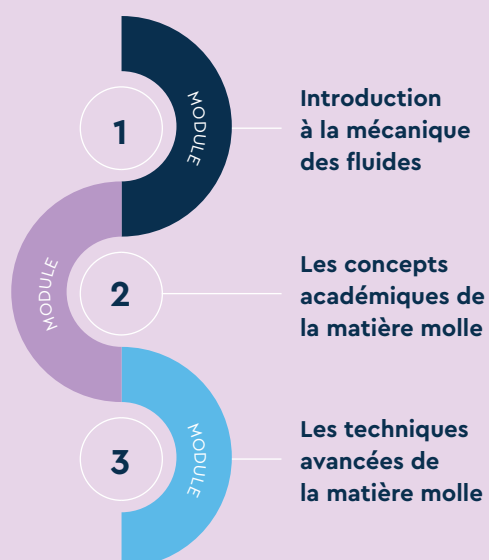 MODULE
1
Introduction
à la mécanique
des fluides
MODULE
2
Les concepts
académiques de
la matière molle
MODULE
3
Les techniques
avancées de
la matière molle